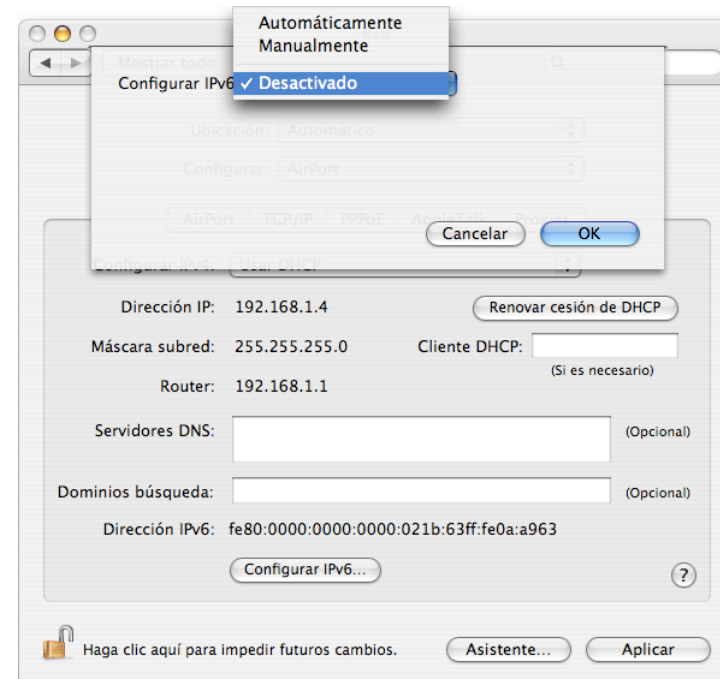 Automáticamente
Manualmente
Red
Mostrar todo
Configurar IPv6
✓ Desactivado
Ubicación: Automático
Configurar: AirPort
AirPort TCP/IP PPPoE AppleTalk Proxies
Cancelar OK
Configurar IPv4: Usar DHCP
Dirección IP: 192.168.1.4 Renovar cesión de DHCP
Máscara subred: 255.255.255.0 Cliente DHCP:
(Si es necesario)
Router: 192.168.1.1
Servidores DNS: (Opcional)
Dominios búsqueda: (Opcional)
Dirección IPv6: fe80:0000:0000:0000:021b:63ff:fe0a:a963
Configurar IPv6... ?
Haga clic aquí para impedir futuros cambios. Asistente... Aplicar